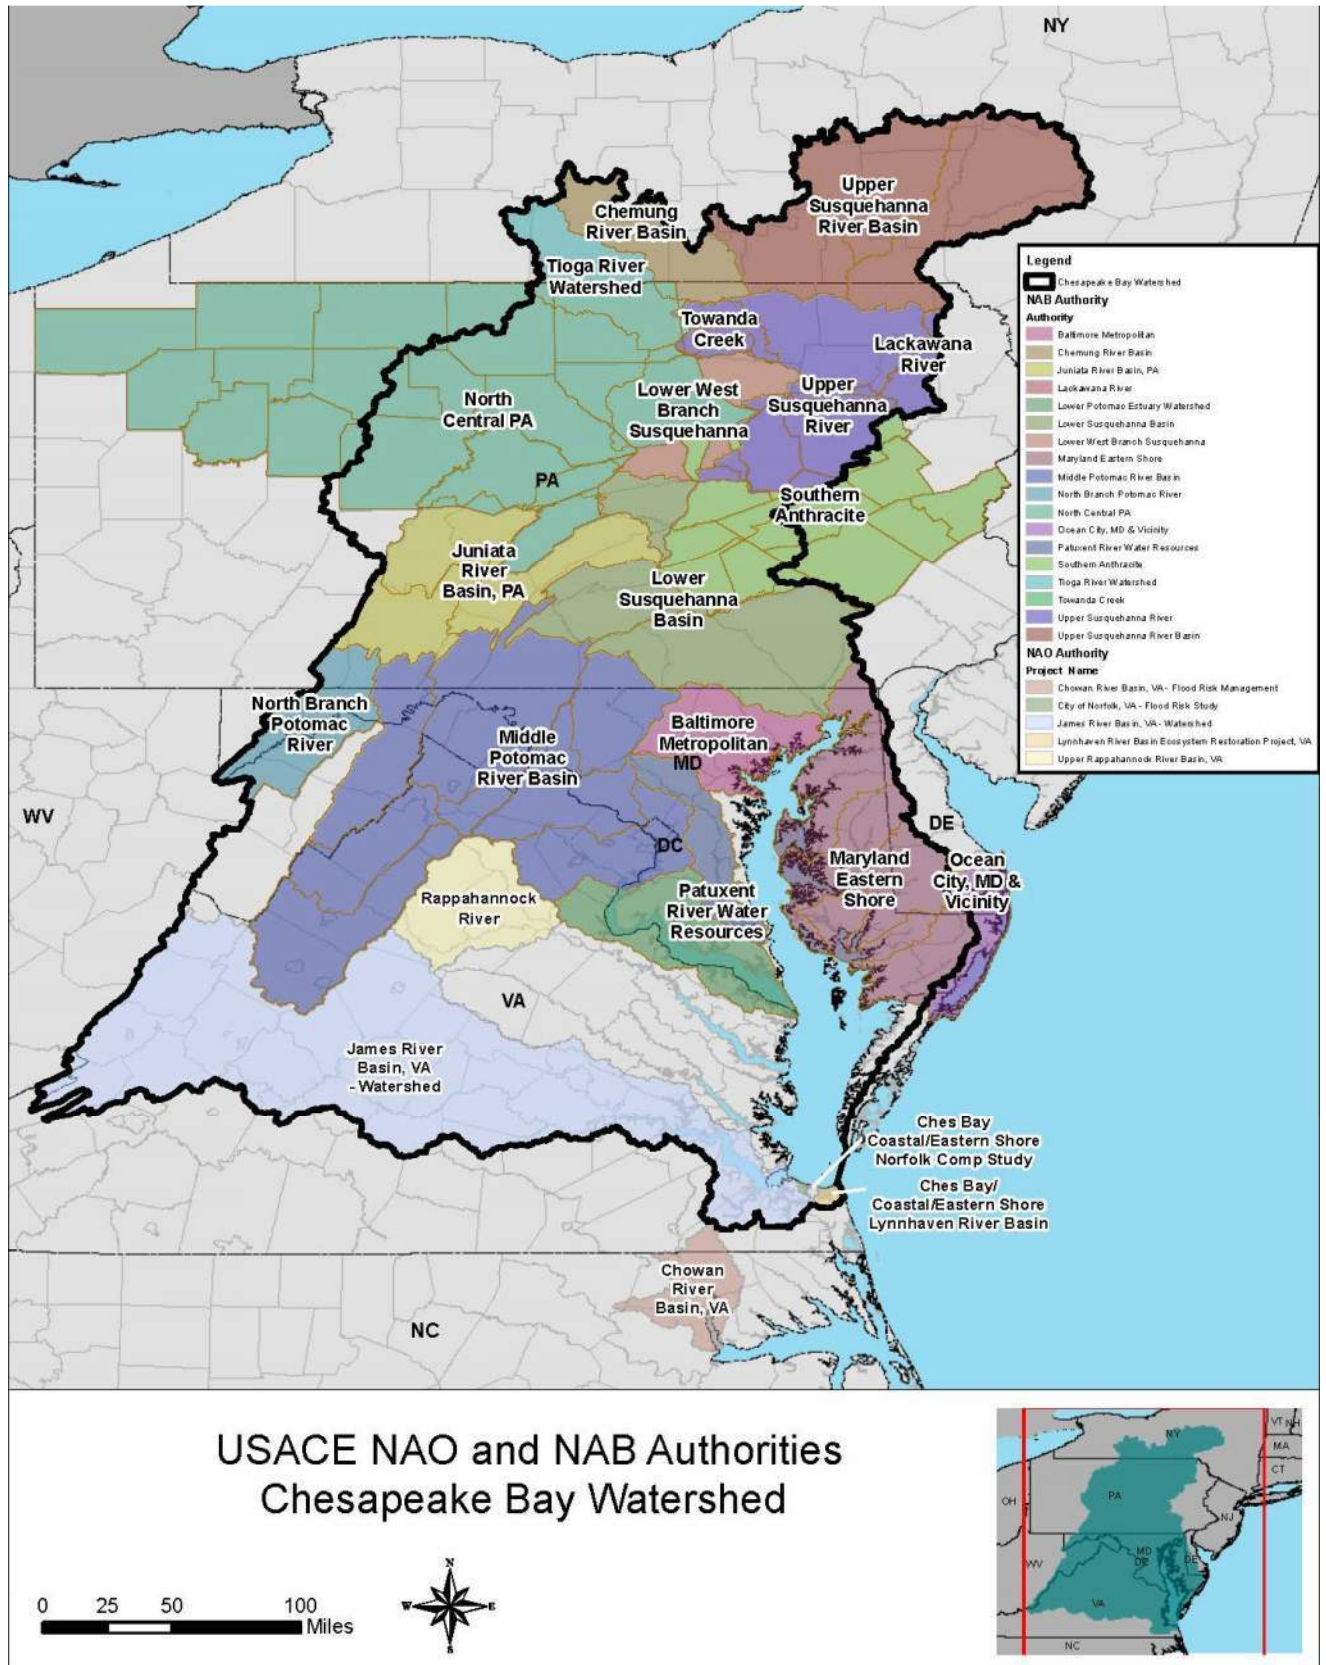 NY
Upper
Susquehanna
River Basin
Chemung
River Basin
Tioga River
Watershed
Towanda
Creek
Lackawana
River
North
Central PA
Lower West
Branch
Susquehanna
Upper
Susquehanna
River
PA
Southern
Anthracite
Juniata
River
Basin, PA
Lower
Susquehanna
Basin
North Branch
Potomac
River
Middle
Potomac
River Basin
Baltimore
Metropolitan
MD
WV
DE
DC
Rappahannock
River
Patuxent
River Water
Resources
Maryland
Eastern
Shore
Ocean
City, MD &
Vicinity
VA
James River
Basin, VA
- Watershed
Ches Bay
Coastal/Eastern Shore
Norfolk Comp Study
Ches Bay/
Coastal/Eastern Shore
Lynnhaven River Basin
Chowan
River
Basin, VA
NC
Legend
Chesapeake Bay Watershed
NAB Authority
Authority
Baltimore Metropolitan
Chemung River Basin
Juniata River Basin, PA
Lackawana River
Lower Potomac Estuary Watershed
Lower Susquehanna Basin
Lower West Branch Susquehanna
Maryland Eastern Shore
Middle Potomac River Basin
North Branch Potomac River
North Central PA
Ocean City, MD & Vicinity
Patuxent River Water Resources
Southern Anthracite
Tioga River Watershed
Towanda Creek
Upper Susquehanna River
Upper Susquehanna River Basin
NAO Authority
Project Name
Chowan River Basin, VA - Flood Risk Management
City of Norfolk, VA - Flood Risk Study
James River Basin, VA - Watershed
Lynnhaven River Basin Ecosystem Restoration Project, VA
Upper Rappahannock River Basin, VA
USACE NAO and NAB Authorities
Chesapeake Bay Watershed
0 25 50 100
Miles
N
W E
S
VT NH
NY
MA
CT
OH
PA
NJ
MD
DC
DE
WV
VA
NC